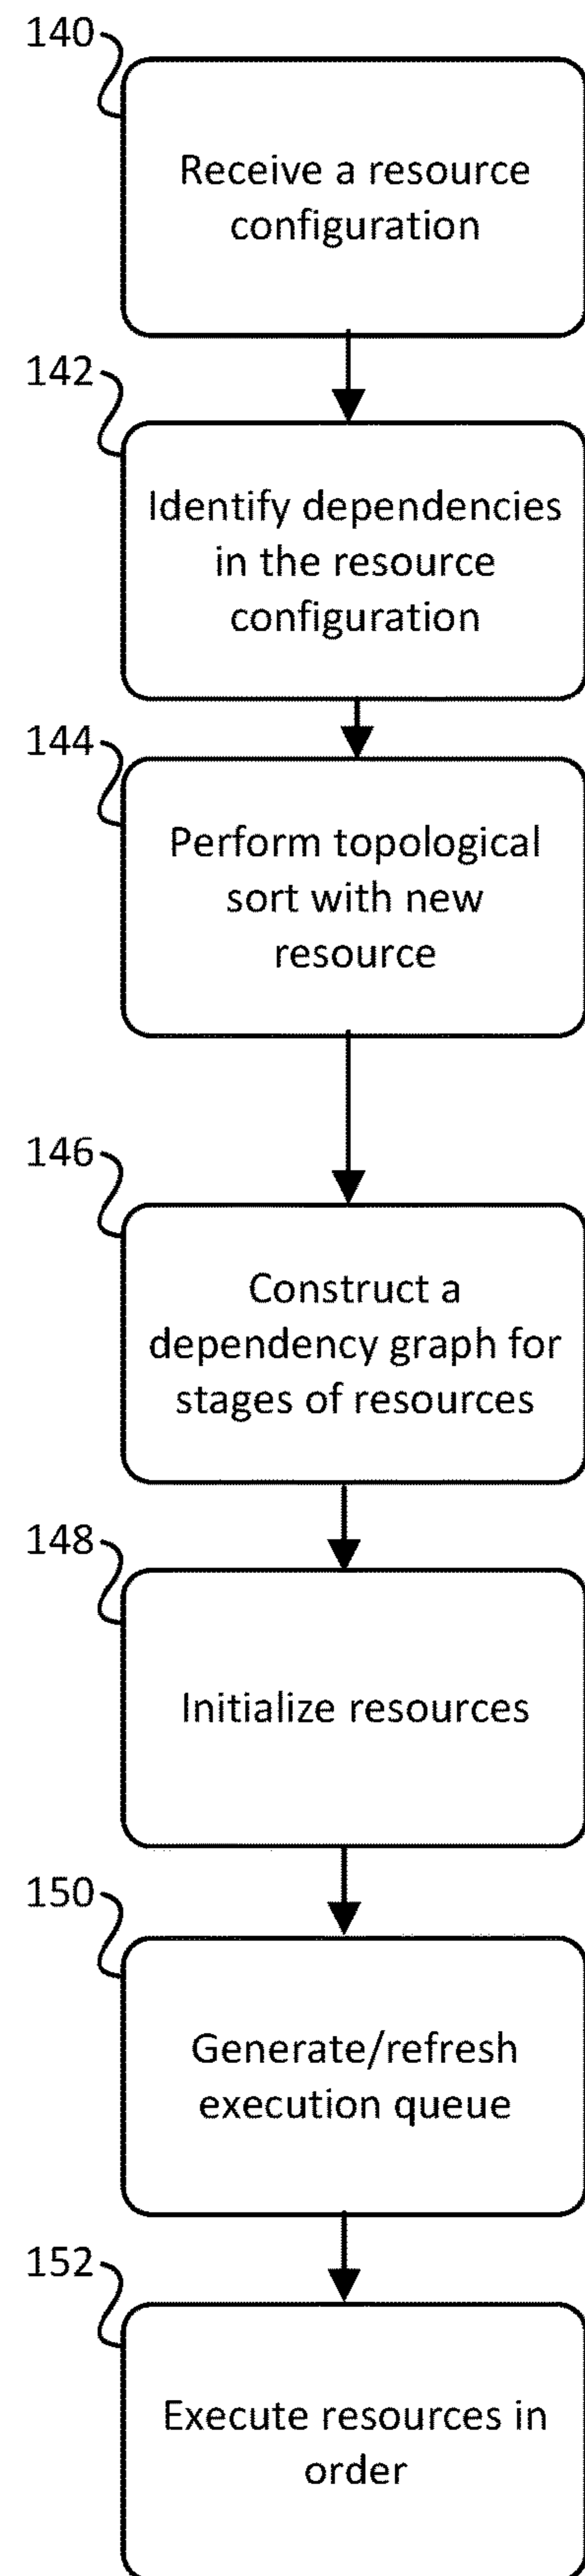 140
Receive a resource
configuration
142
Identify dependencies
in the resource
configuration
144
Perform topological
sort with new
resource
146
Construct a
dependency graph for
stages of resources
148
Initialize resources
150
Generate/refresh
execution queue
152
Execute resources in
order